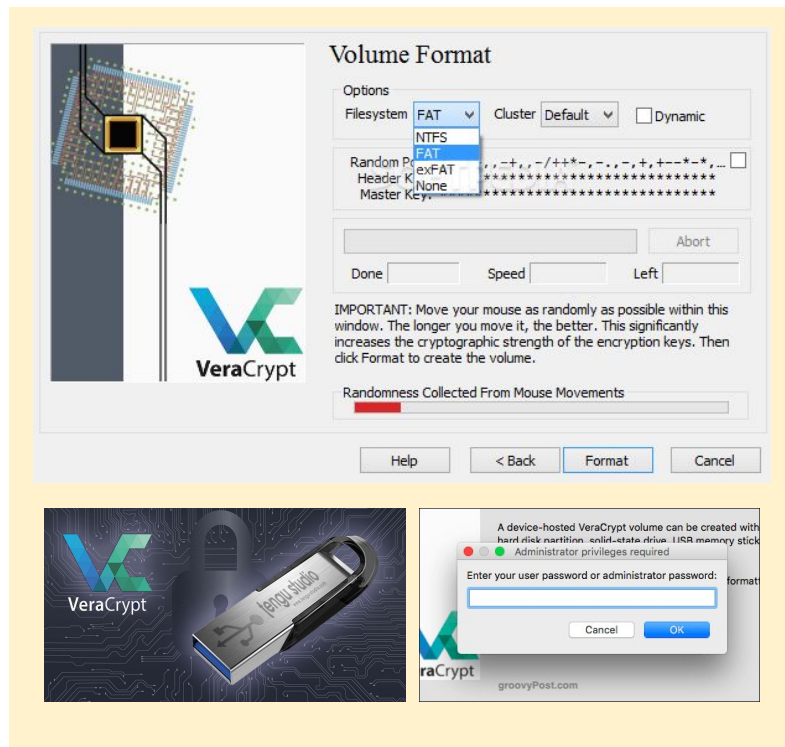 Volume Format
Options
Filesystem FAT Cluster Default Dynamic
NTFS
FAT
exFAT
None
Random Po ,,-+,,-/++*-,-.,-,+,+--*-*,...
Header K ************************
Master Key: ************************
Abort
Done Speed Left
IMPORTANT: Move your mouse as randomly as possible within this
window. The longer you move it, the better. This significantly
increases the cryptographic strength of the encryption keys. Then
click Format to create the volume.
VeraCrypt
Randomness Collected From Mouse Movements
Help < Back Format Cancel
VeraCrypt
tengu studio
A device-hosted VeraCrypt volume can be created with
hard disk partition, solid-state drive, USB memory stick
Administrator privileges required
Enter your user password or administrator password:
format
Cancel OK
raCrypt
groovyPost.com